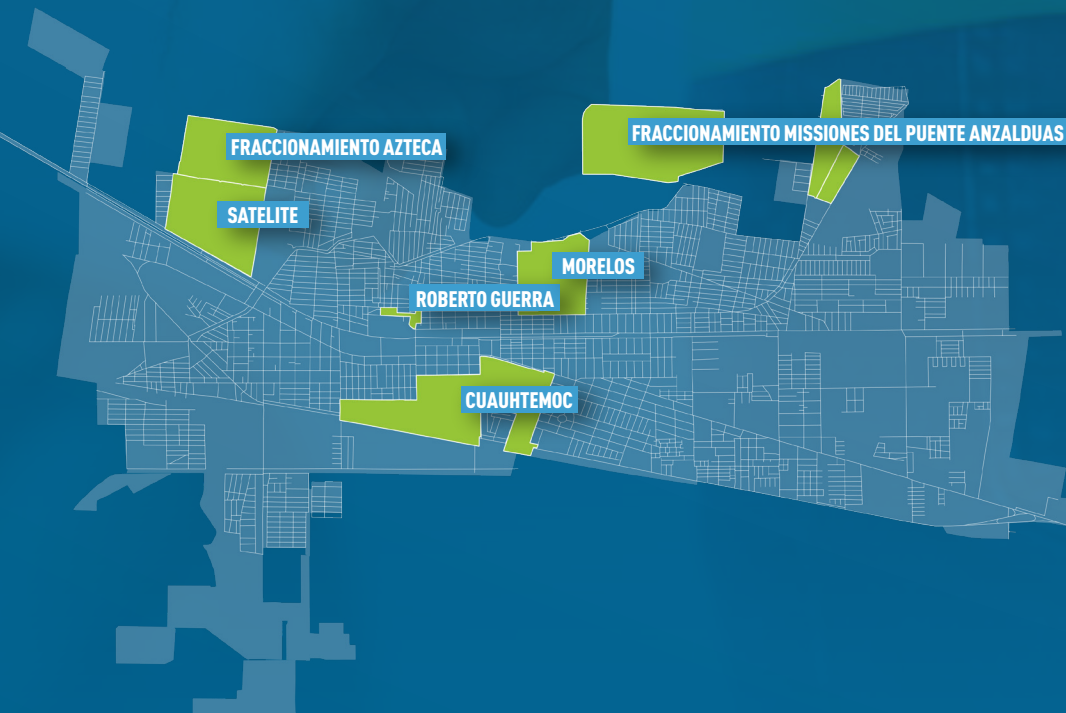 FRACCIONAMIENTO MISSIONES DEL PUENTE ANZALDUAS
FRACCIONAMIENTO AZTECA
SATELITE
MORELOS
ROBERTO GUERRA
CUAUHTEMOC